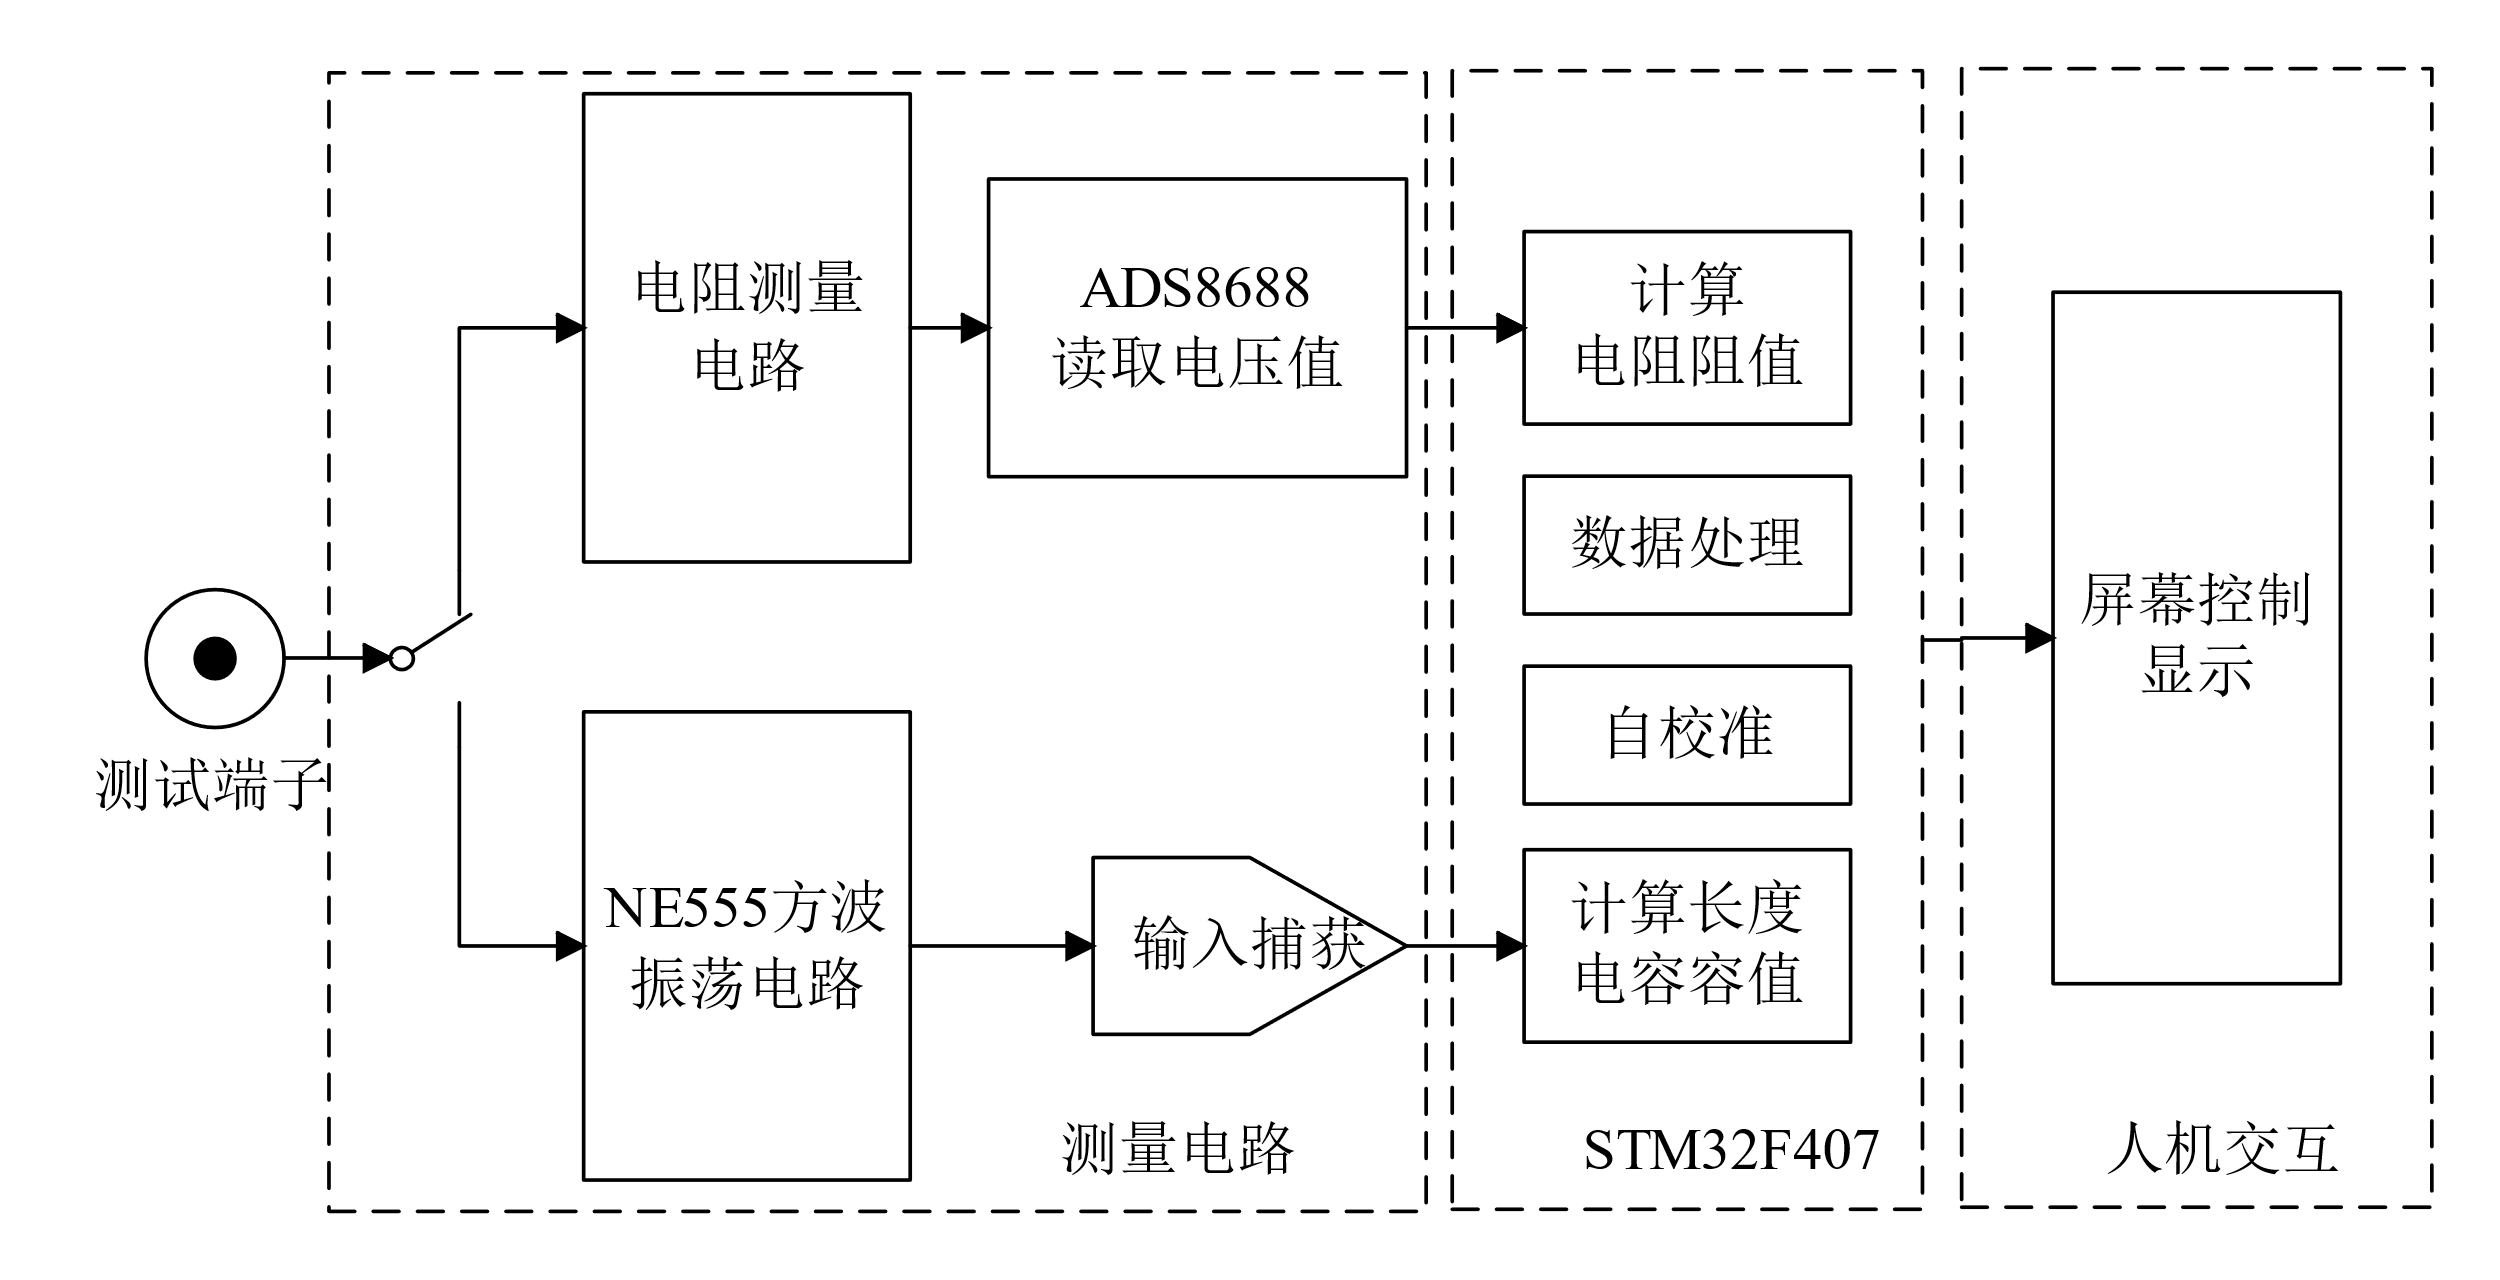 测试端子
电阻测量
电路
ADS8688
读取电压值
NE555方波
振荡电路
输入捕获
测量电路
计算
电阻阻值
数据处理
自校准
计算长度
电容容值
STM32F407
屏幕控制
显示
人机交互